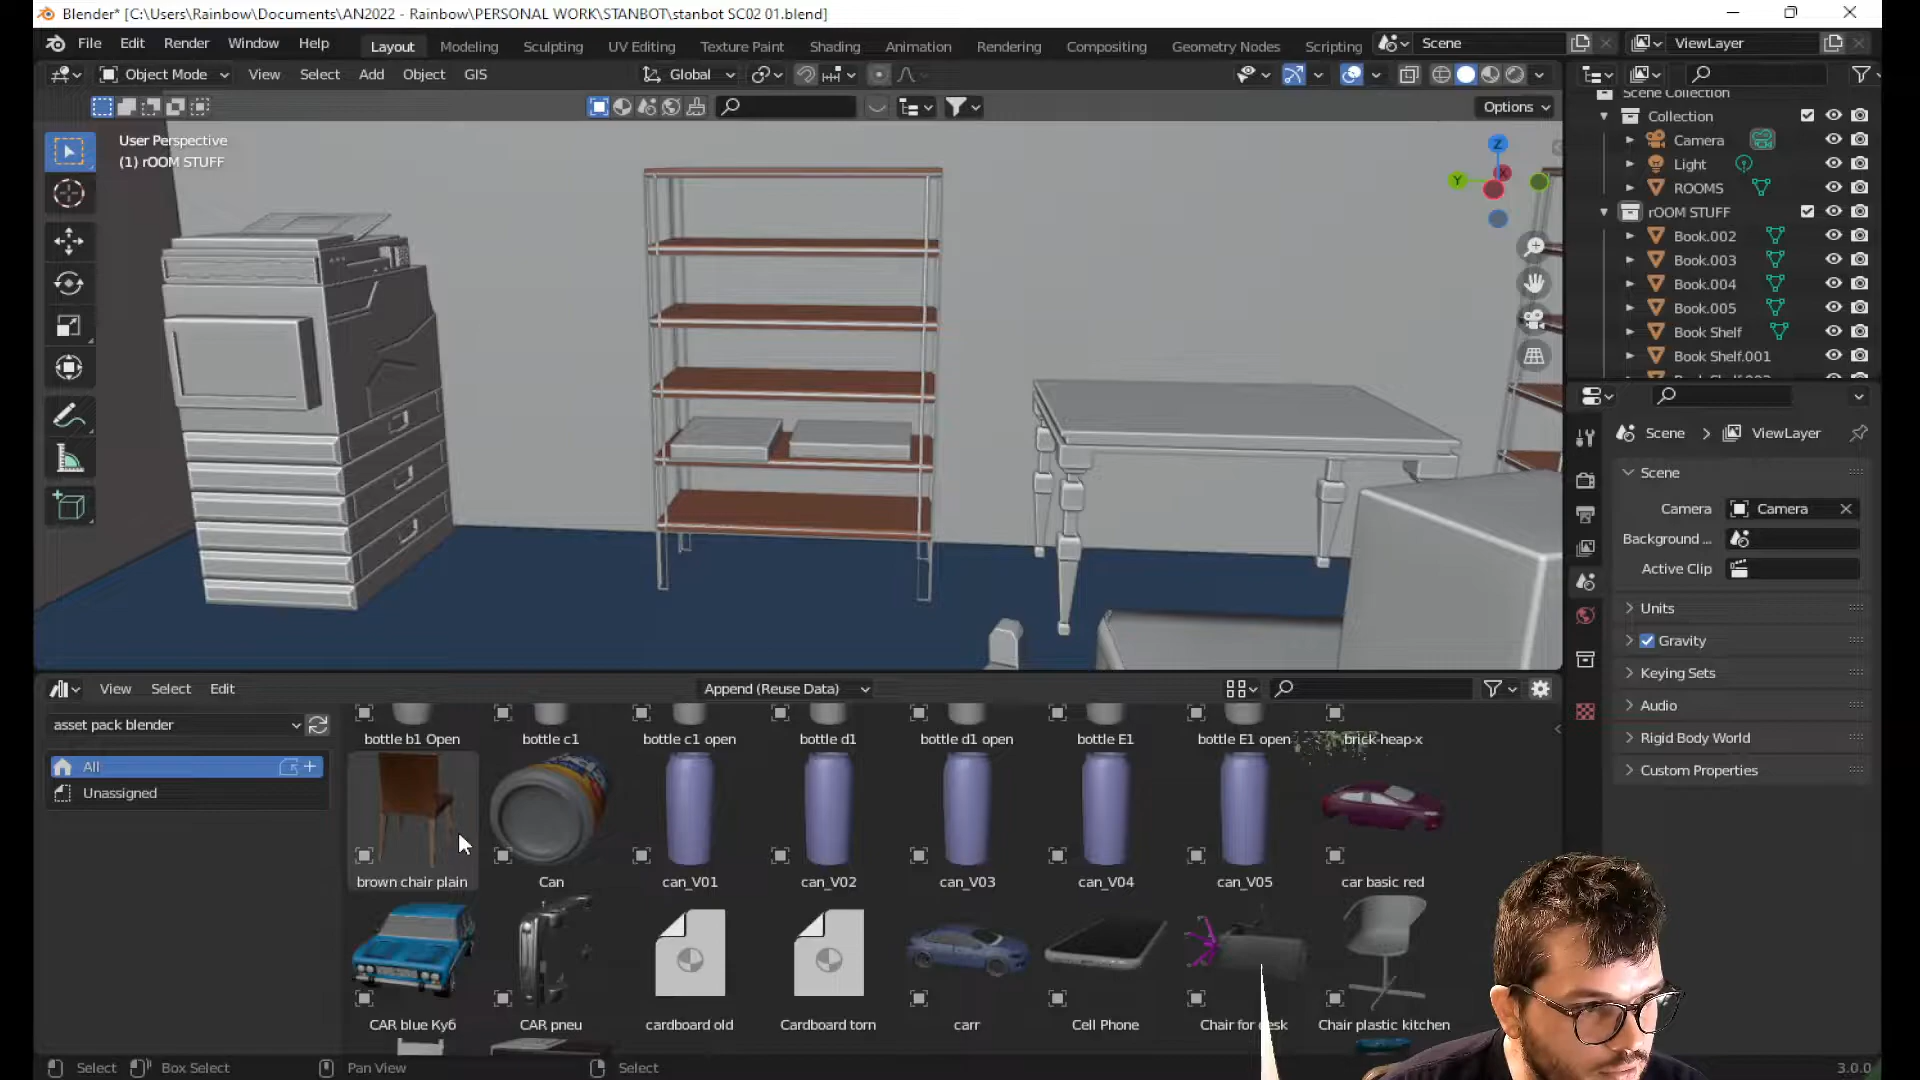 Blender* [C:\Users\Rainbow\Documents\AN2022 - Rainbow\PERSONAL WORK\STANBOT\stanbot SC02 01.blend]
File Edit Render Window Help Layout Modeling Sculpting UV Editing Texture Paint Shading Animation Rendering Compositing Geometry Nodes Scripting Scene ViewLayer
Object Mode View Select Add Object GIS Global
Options
User Perspective
(1) rOOM STUFF
Z
Y
X
Scene Collection
Collection
Camera
Light
ROOMS
rOOM STUFF
Book.002
Book.003
Book.004
Book.005
Book Shelf
Book Shelf.001
Scene > ViewLayer
Scene
Camera Camera
Background ...
Active Clip
Units
Gravity
Keying Sets
Audio
Rigid Body World
Custom Properties
View Select Edit Append (Reuse Data)
asset pack blender
All
Unassigned
bottle b1 Open bottle c1 bottle c1 open bottle d1 bottle d1 open bottle E1 bottle E1 open brick-heap-x
brown chair plain Can can_V01 can_V02 can_V03 can_V04 can_V05 car basic red
CAR blue Куб CAR pneu cardboard old Cardboard torn carr Cell Phone Chair for desk Chair plastic kitchen
Select Box Select Pan View Select 3.0.0